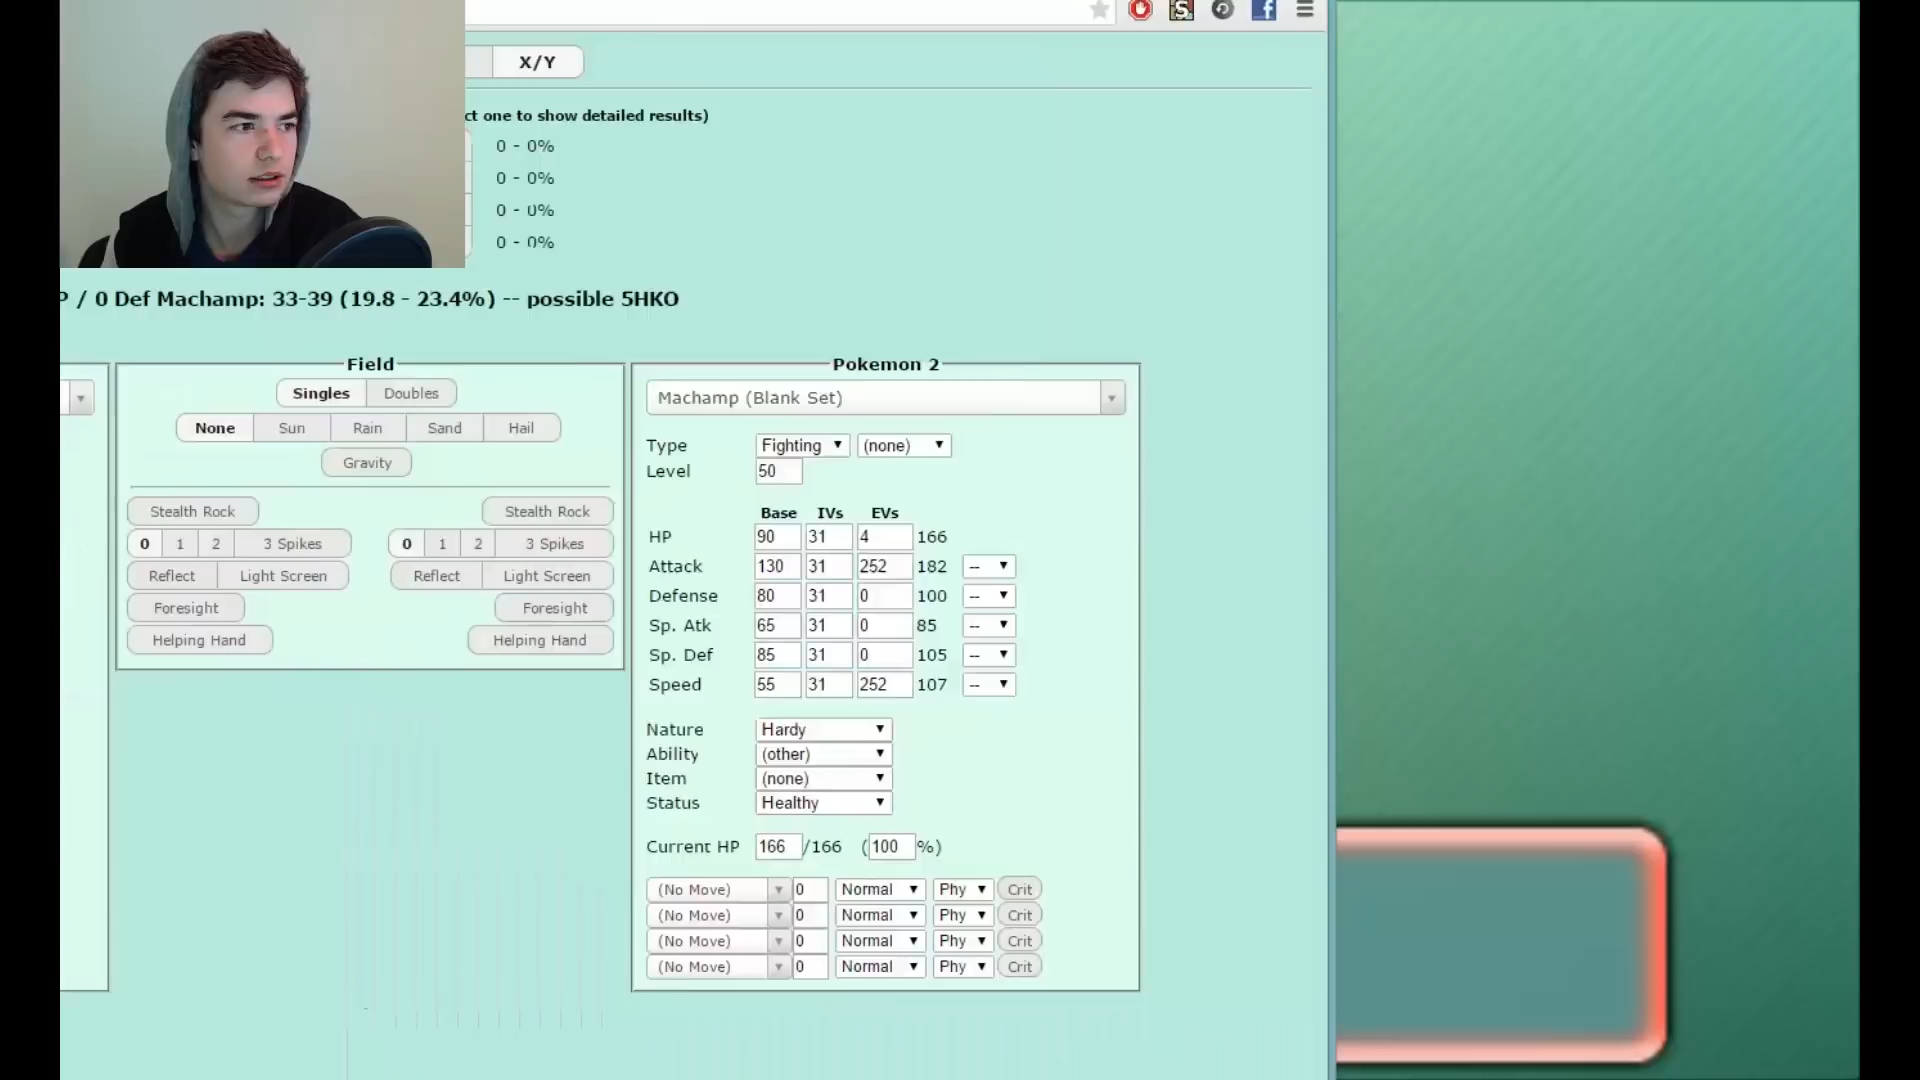 X/Y
ct one to show detailed results)
0 - 0%
0 - 0%
0 - 0%
0 - 0%
/ 0 Def Machamp: 33-39 (19.8 - 23.4%) -- possible 5HKO
Field
Singles Doubles
None Sun Rain Sand Hail
Gravity
Stealth Rock Stealth Rock
0 1 2 3 Spikes 0 1 2 3 Spikes
Reflect Light Screen Reflect Light Screen
Foresight Foresight
Helping Hand Helping Hand
Pokemon 2
Machamp (Blank Set)
Type Fighting (none)
Level 50
Base IVs EVs
HP 90 31 4 166
Attack 130 31 252 182 --
Defense 80 31 0 100 --
Sp. Atk 65 31 0 85 --
Sp. Def 85 31 0 105 --
Speed 55 31 252 107 --
Nature Hardy
Ability (other)
Item (none)
Status Healthy
Current HP 166 /166 (100 %)
(No Move) 0 Normal Phy Crit
(No Move) 0 Normal Phy Crit
(No Move) 0 Normal Phy Crit
(No Move) 0 Normal Phy Crit